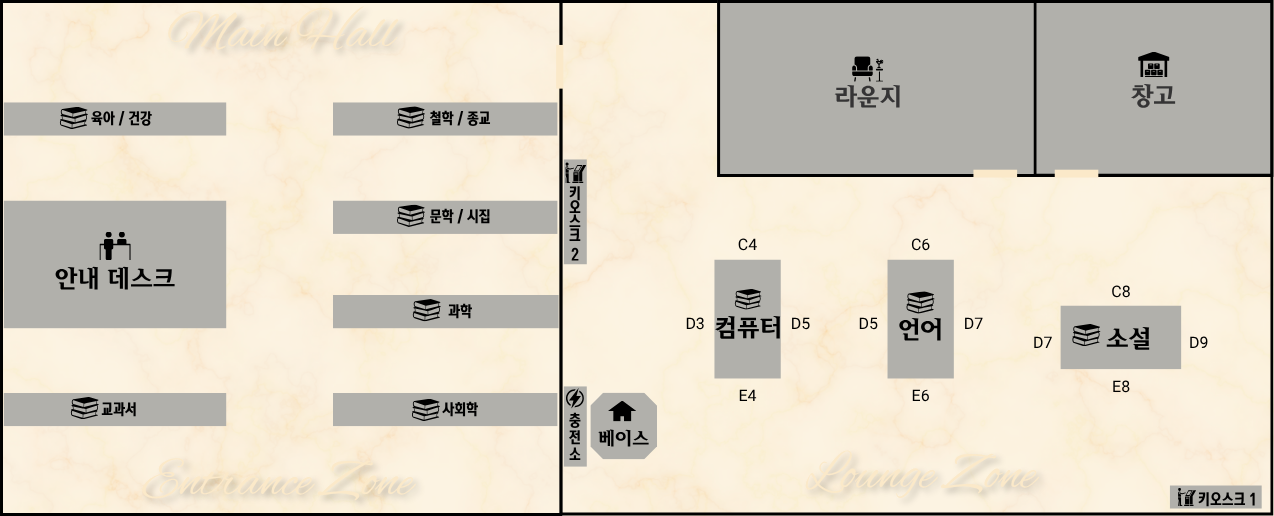 Main Hall
육아 / 건강
철학 / 종교
안내 데스크
문학 / 시집
과학
교과서
사회학
Entrance Zone
키오스크 2
충전소
베이스
라운지
창고
C4
D3
컴퓨터
D5
E4
C6
D5
언어
D7
E6
C8
D7
소설
D9
E8
Lounge Zone
키오스크 1